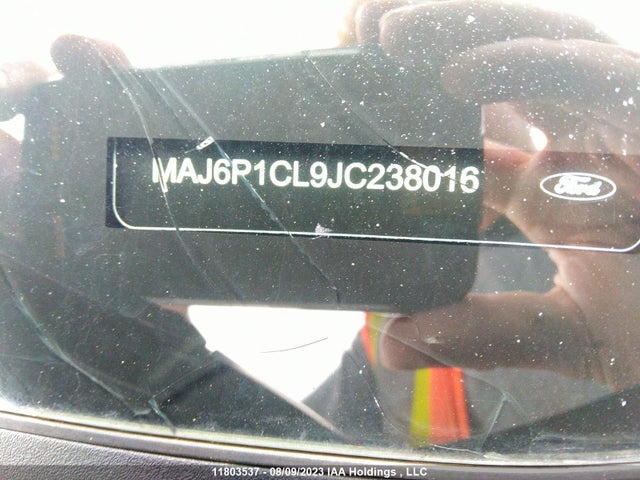 MAJ6P1CL9JC238016
Ford
11803537 - 08/09/2023 IAA Holdings , LLC